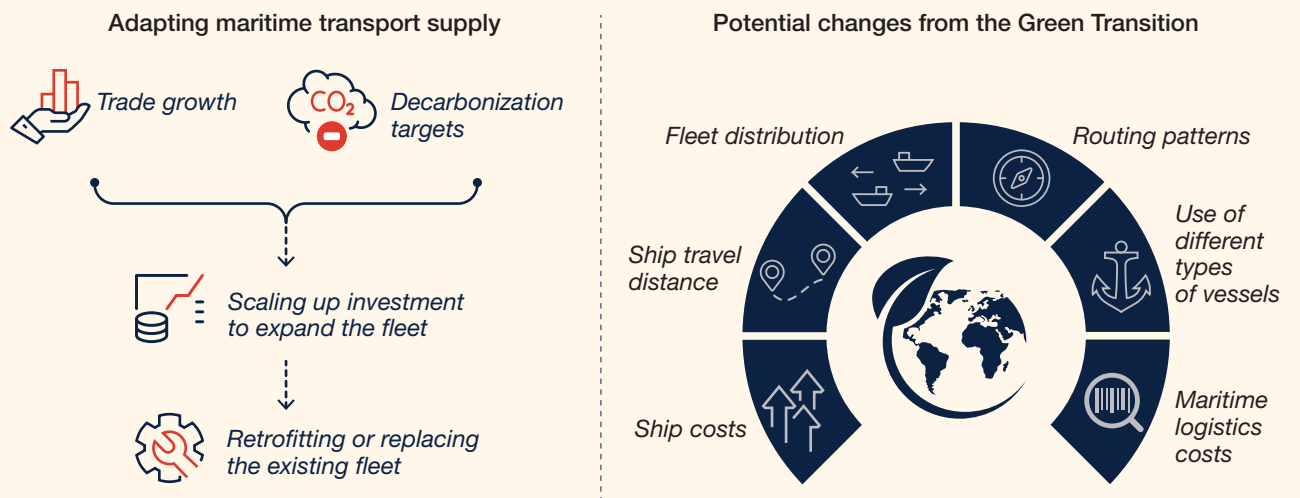 Adapting maritime transport supply
Trade growth
CO2
Decarbonization
targets
Scaling up investment
to expand the fleet
Retrofitting or replacing
the existing fleet
Potential changes from the Green Transition
Fleet distribution
Routing patterns
Ship travel
distance
Use of
different
types
of vessels
Ship costs
Maritime
logistics
costs